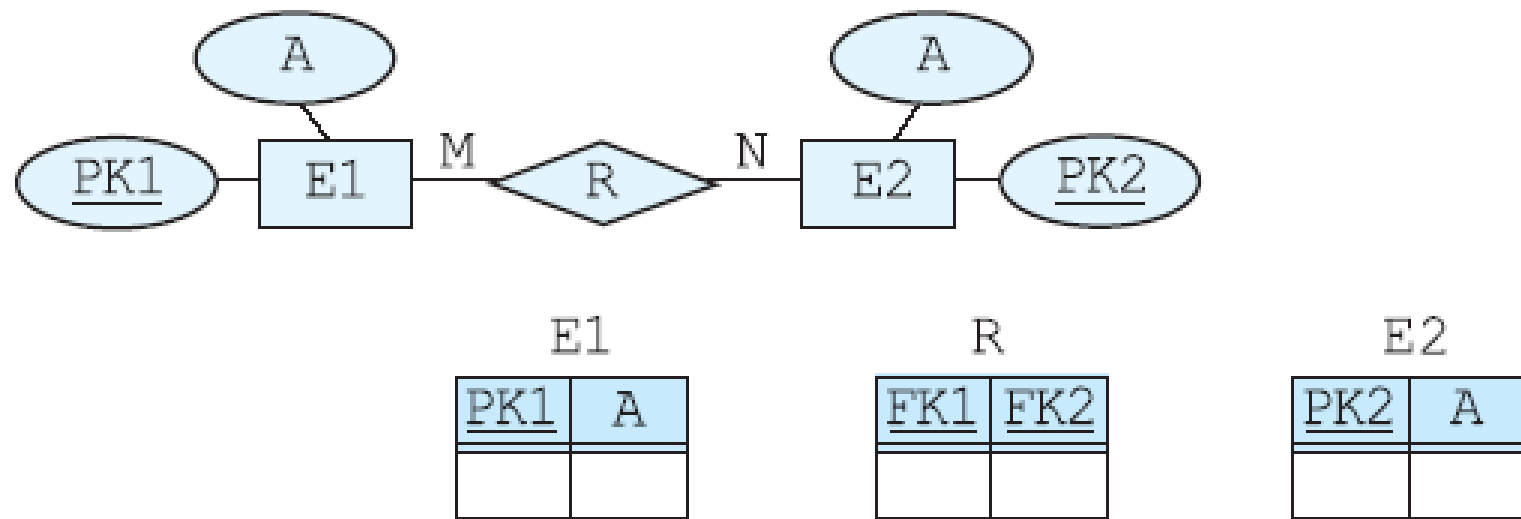 A A
PK1 E1 M R N E2 PK2
E1 R E2
PK1 A FK1 FK2 PK2 A